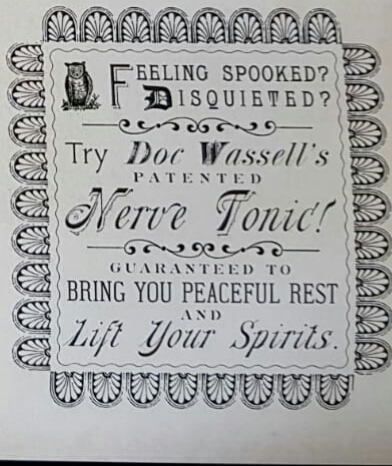 FEELING SPOOKED?
DISQUIETED?
Try Doc Wassell's
PATENTED
Nerve Tonic!
GUARANTEED TO
BRING YOU PEACEFUL REST
AND
Lift Your Spirits.